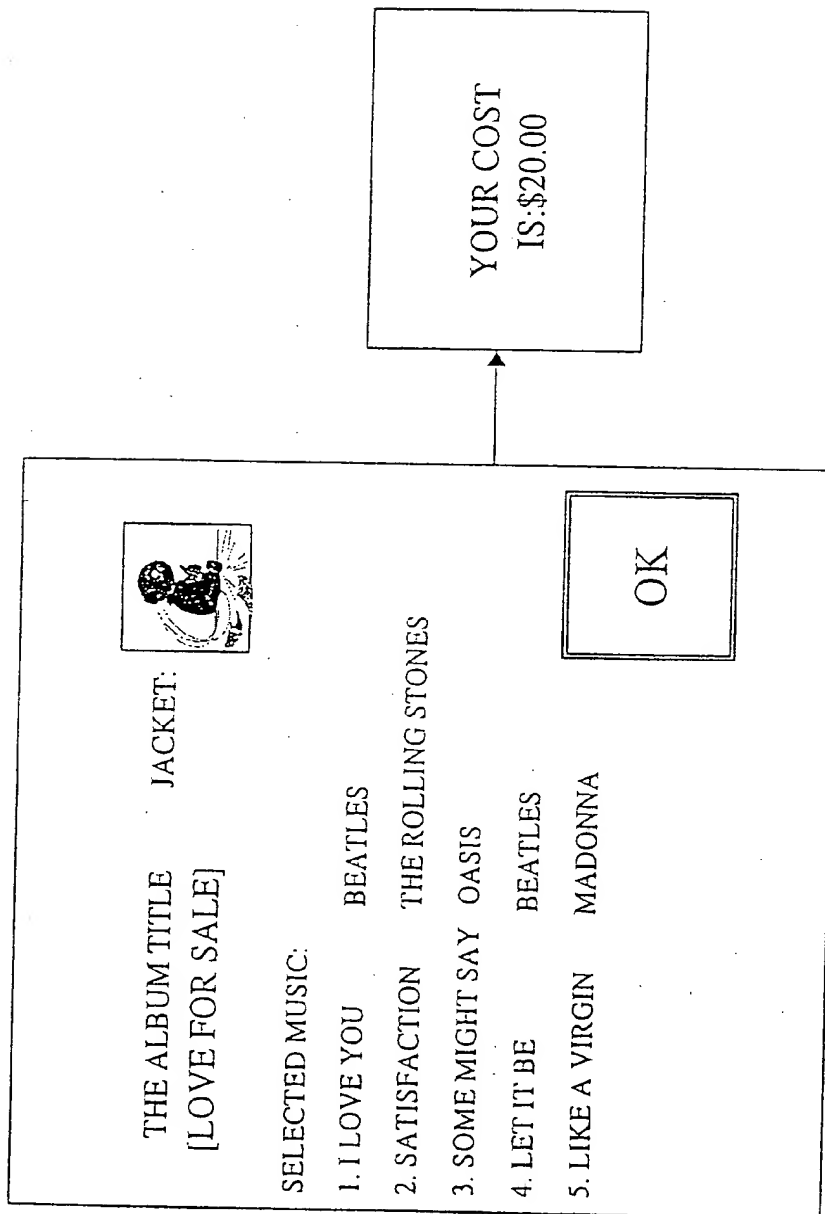 THE ALBUM TITLE JACKET:
[LOVE FOR SALE]
SELECTED MUSIC:
1. I LOVE YOU BEATLES
2. SATISFACTION THE ROLLING STONES
3. SOME MIGHT SAY OASIS
4. LET IT BE BEATLES
5. LIKE A VIRGIN MADONNA
OK
YOUR COST
IS:$20.00